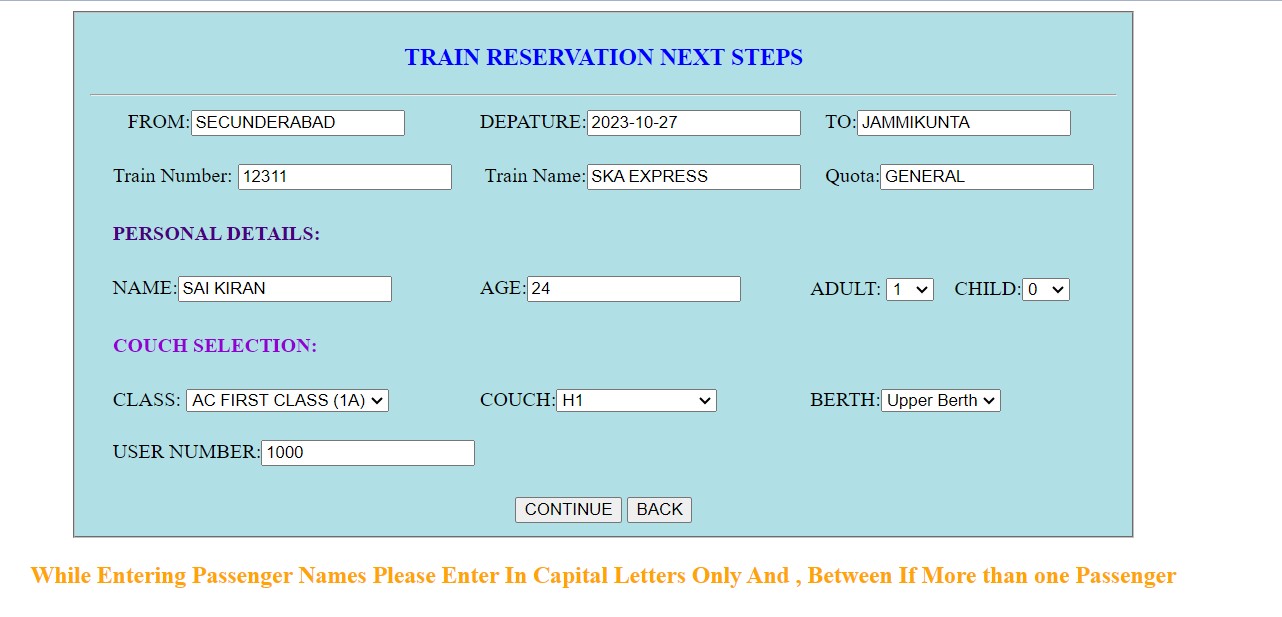 TRAIN RESERVATION NEXT STEPS
FROM: SECUNDERABAD DEPATURE: 2023-10-27 TO: JAMMIKUNTA
Train Number: 12311 Train Name: SKA EXPRESS Quota: GENERAL
PERSONAL DETAILS:
NAME: SAI KIRAN AGE: 24 ADULT: 1 CHILD: 0
COUCH SELECTION:
CLASS: AC FIRST CLASS (1A) COUCH: H1 BERTH: Upper Berth
USER NUMBER: 1000
CONTINUE BACK
While Entering Passenger Names Please Enter In Capital Letters Only And , Between If More than one Passenger